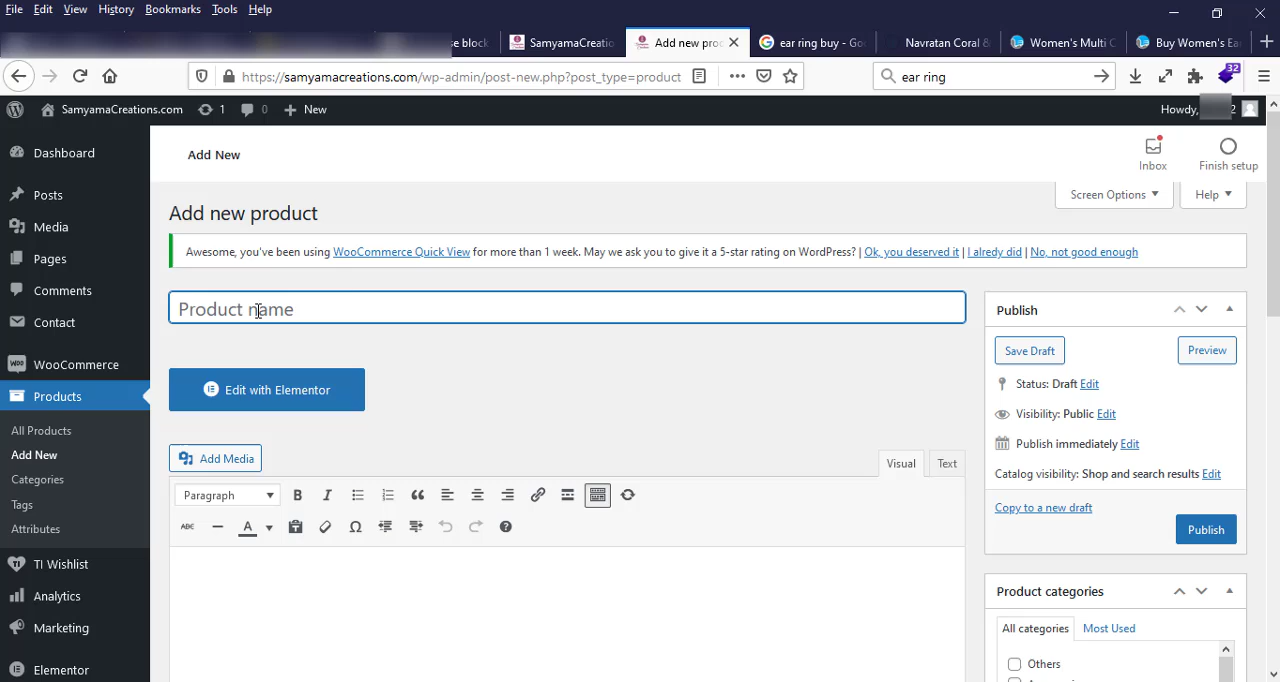 File Edit View History Bookmarks Tools Help
se block
SamyamaCreatio
Add new proc
ear ring buy - Go
Navratan Coral &
Women's Multi C
Buy Women's Ea
https://samyamacreations.com/wp-admin/post-new.php?post_type=product
ear ring
32
SamyamaCreations.com 1 0 New
Howdy, 2
Dashboard
Posts
Media
Pages
Comments
Contact
WooCommerce
Products
All Products
Add New
Categories
Tags
Attributes
TI Wishlist
Analytics
Marketing
Elementor
Add New
Inbox
Finish setup
Screen Options
Help
Add new product
Awesome, you've been using WooCommerce Quick View for more than 1 week. May we ask you to give it a 5-star rating on WordPress? | Ok, you deserved it | I alredy did | No, not good enough
Product name
Edit with Elementor
Add Media
Visual Text
Paragraph
B I
ABC A
Publish
Save Draft
Preview
Status: Draft Edit
Visibility: Public Edit
Publish immediately Edit
Catalog visibility: Shop and search results Edit
Copy to a new draft
Publish
Product categories
All categories Most Used
Others